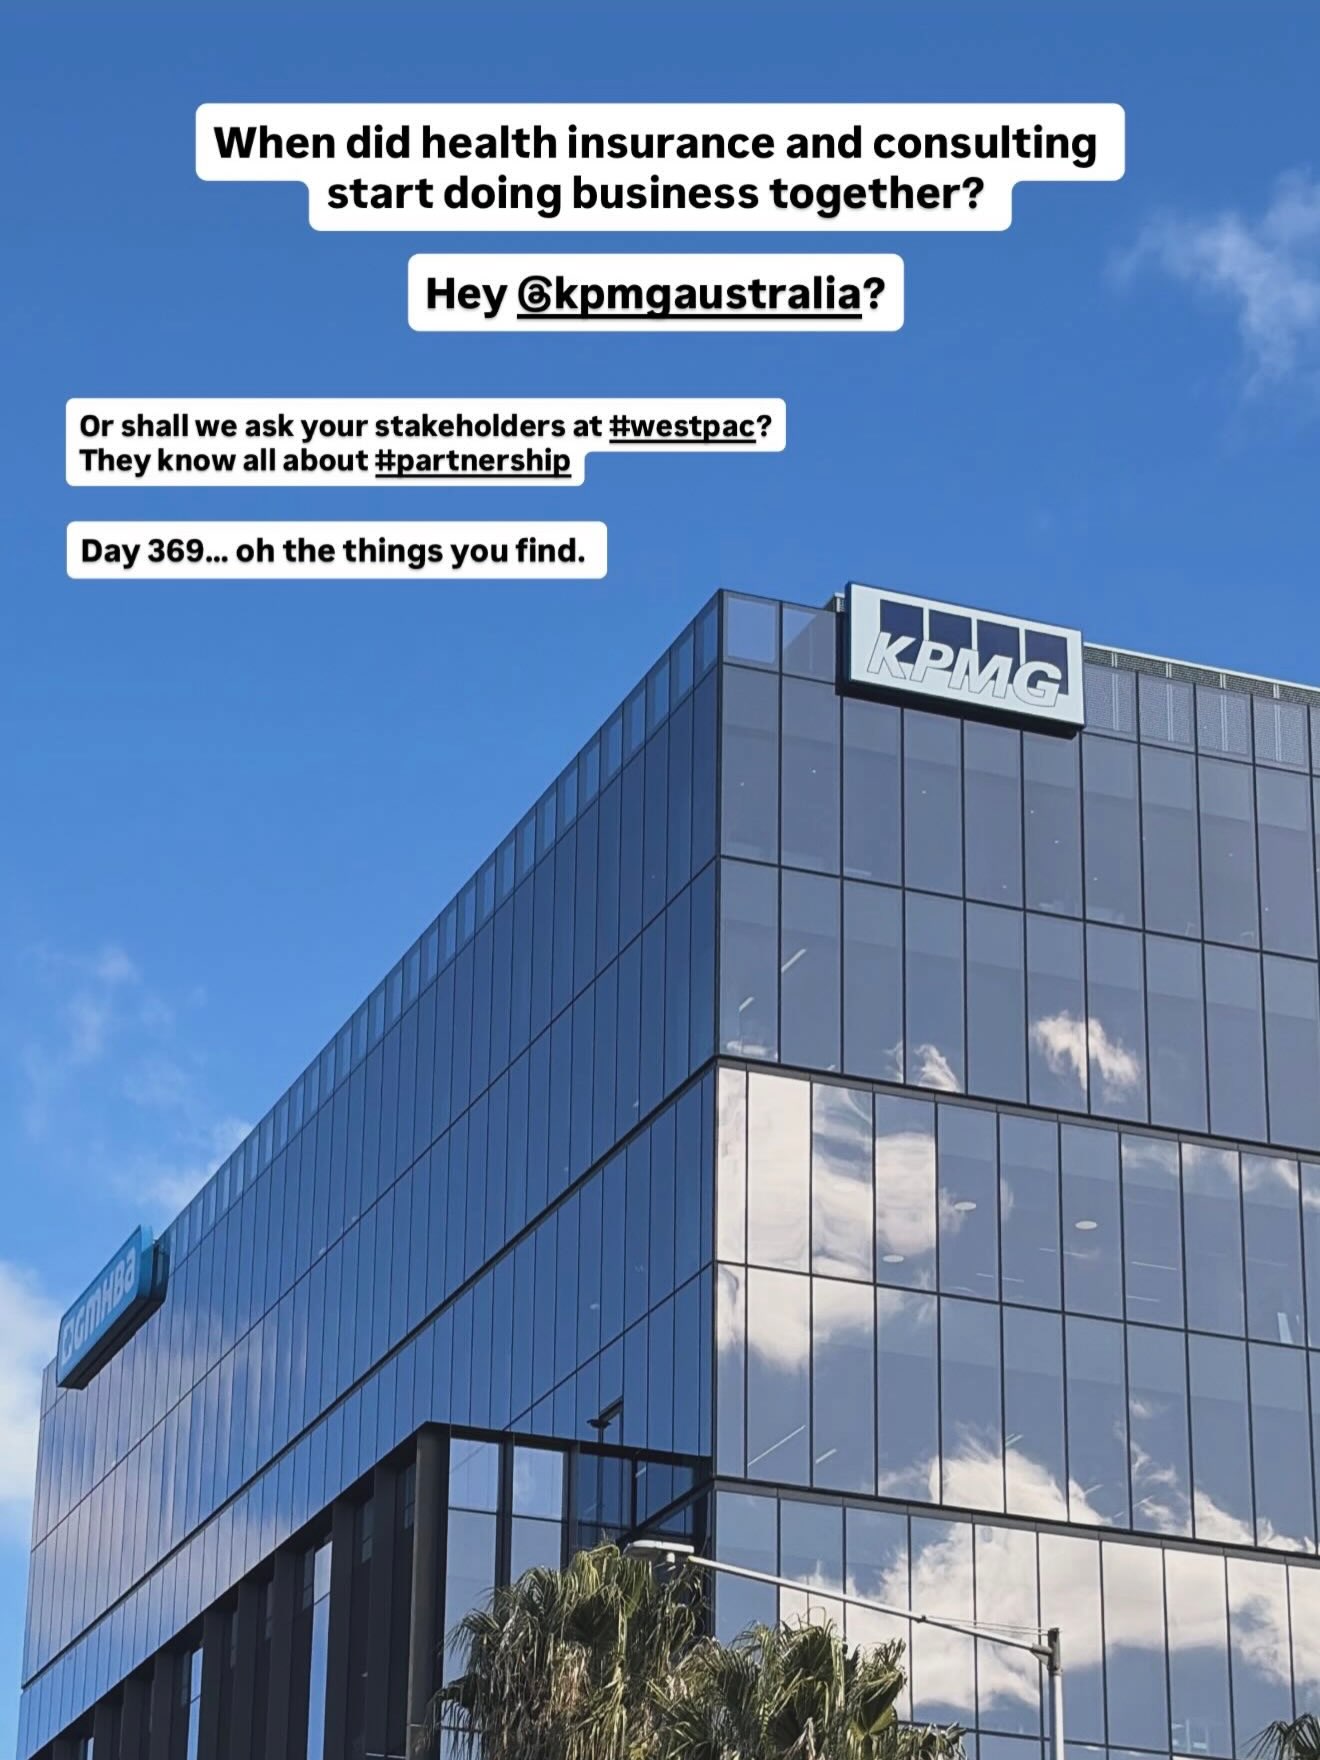 When did health insurance and consulting
start doing business together?
Hey @kpmgaustralia?
Or shall we ask your stakeholders at #westpac?
They know all about #partnership
Day 369... oh the things you find.
KPMG
GMHBa